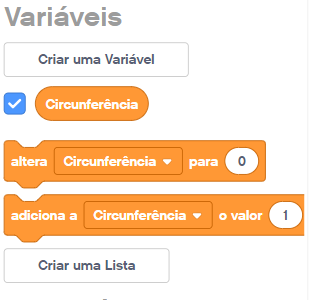 Variáveis
Criar uma Variável
Circunferência
altera Circunferência para 0
adiciona a Circunferência o valor 1
Criar uma Lista